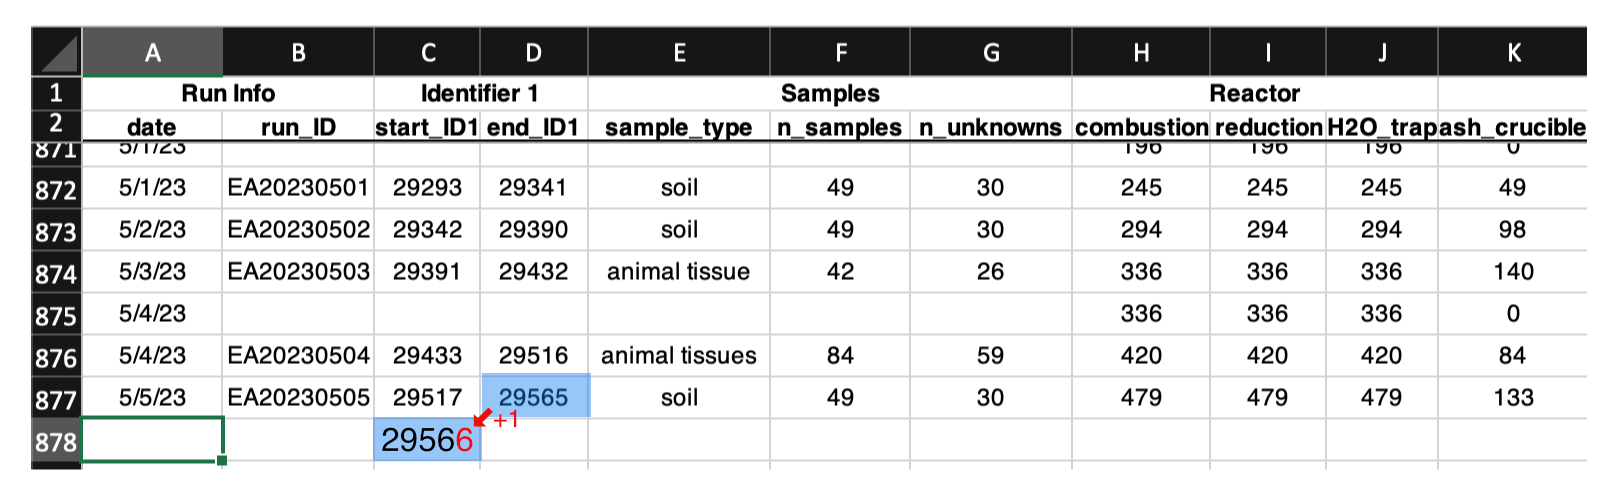 A B C D E F G H I J K
1 Run Info Identifier 1 Samples Reactor
2 date run_ID start_ID1 end_ID1 sample_type n_samples n_unknowns combustion reduction H2O_trap ash_crucible
871 5/1/23 196 196 196 0
872 5/1/23 EA20230501 29293 29341 soil 49 30 245 245 245 49
873 5/2/23 EA20230502 29342 29390 soil 49 30 294 294 294 98
874 5/3/23 EA20230503 29391 29432 animal tissue 42 26 336 336 336 140
875 5/4/23 336 336 336 0
876 5/4/23 EA20230504 29433 29516 animal tissues 84 59 420 420 420 84
877 5/5/23 EA20230505 29517 29565 soil 49 30 479 479 479 133
+1
878 29566